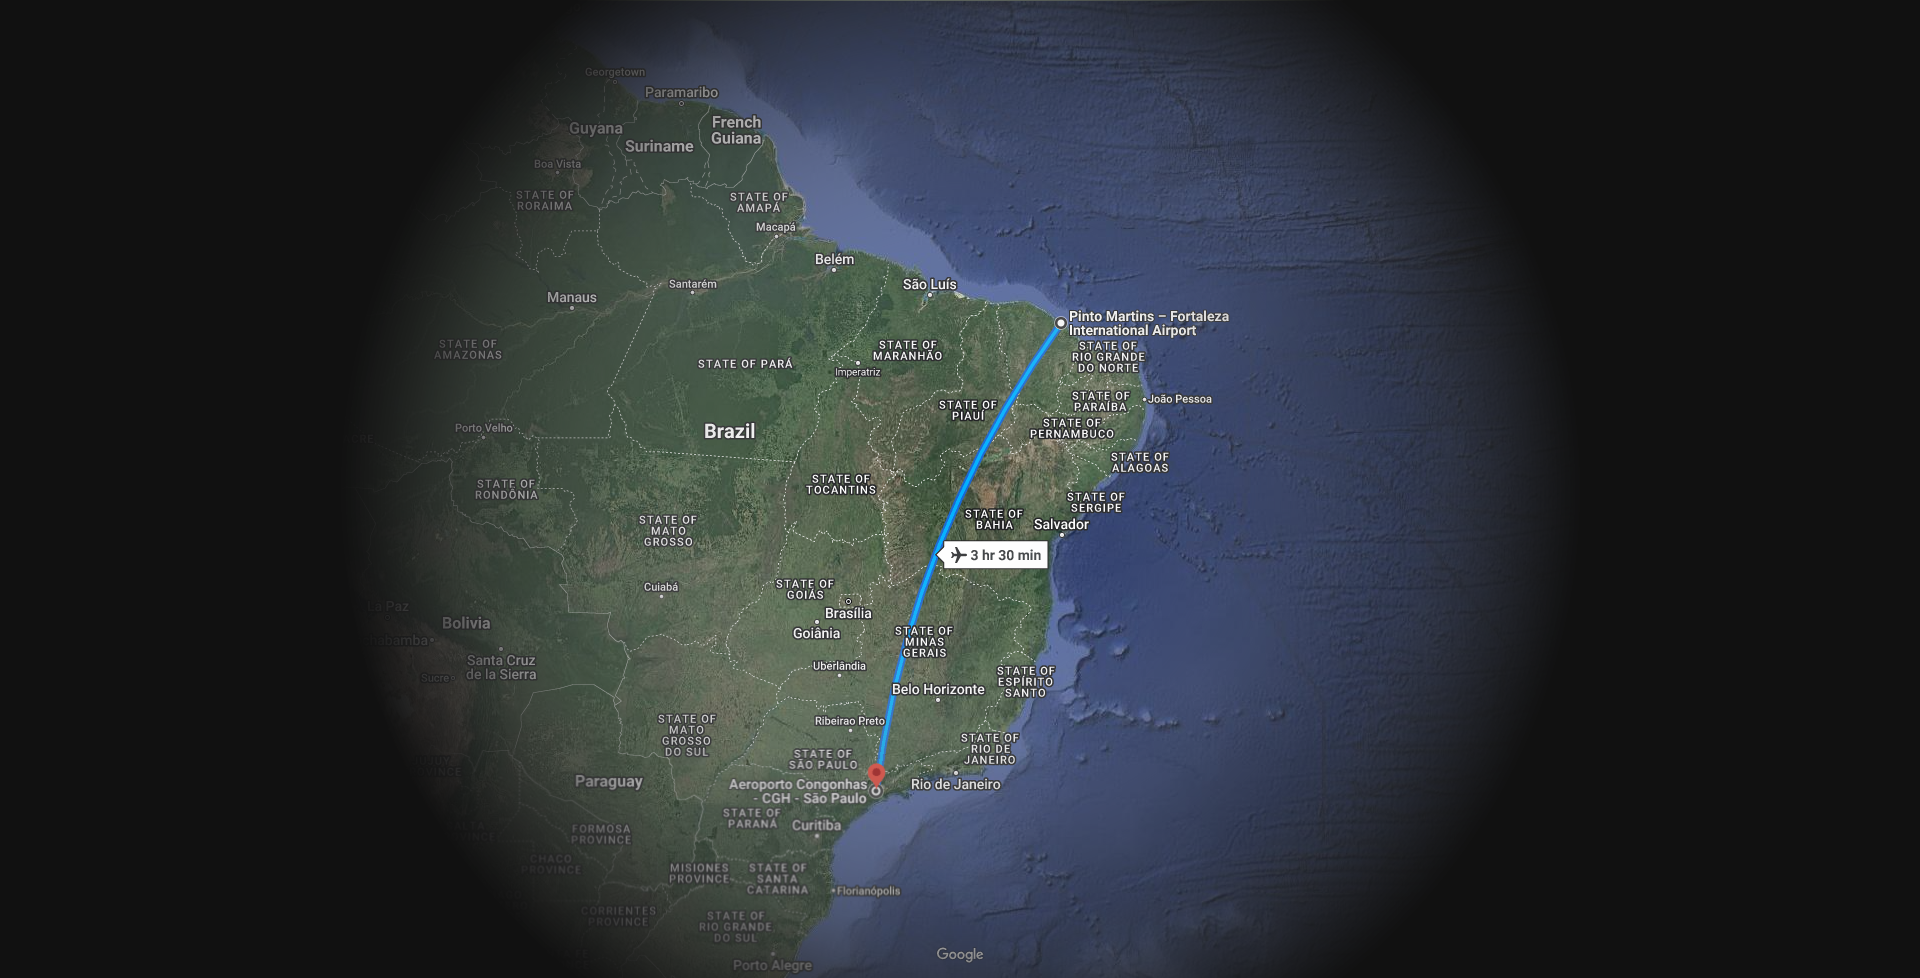 Georgetown
Paramaribo
Guyana
Suriname
French
Guiana
Boa Vista
STATE OF
RORAIMA
STATE OF
AMAPÁ
Macapá
Belém
Santarém
São Luís
Manaus
Pinto Martins – Fortaleza
International Airport
STATE OF
AMAZONAS
STATE OF PARÁ
STATE OF
MARANHÃO
Imperatriz
STATE OF
RIO GRANDE
DO NORTE
STATE OF
PIAUÍ
STATE OF
PARAÍBA
João Pessoa
Porto Velho
Brazil
STATE OF
PERNAMBUCO
STATE OF
ALAGOAS
STATE OF
RONDÔNIA
STATE OF
TOCANTINS
STATE OF
SERGIPE
STATE OF
MATO
GROSSO
STATE OF
BAHIA
Salvador
3 hr 30 min
Cuiabá
STATE OF
GOIÁS
Brasília
Goiânia
La Paz
Bolivia
STATE OF
MINAS
GERAIS
Santa Cruz
de la Sierra
Sucre
Uberlândia
STATE OF
ESPÍRITO
SANTO
Belo Horizonte
STATE OF
MATO
GROSSO
DO SUL
Ribeirao Preto
STATE OF
SÃO PAULO
STATE OF
RIO DE
JANEIRO
Paraguay
Aeroporto Congonhas
- CGH - São Paulo
Rio de Janeiro
STATE OF
PARANÁ
Curitiba
FORMOSA
PROVINCE
CHACO
PROVINCE
MISIONES
PROVINCE
STATE OF
SANTA
CATARINA
Florianópolis
CORRIENTES
PROVINCE
STATE OF
RIO GRANDE
DO SUL
Porto Alegre
Google